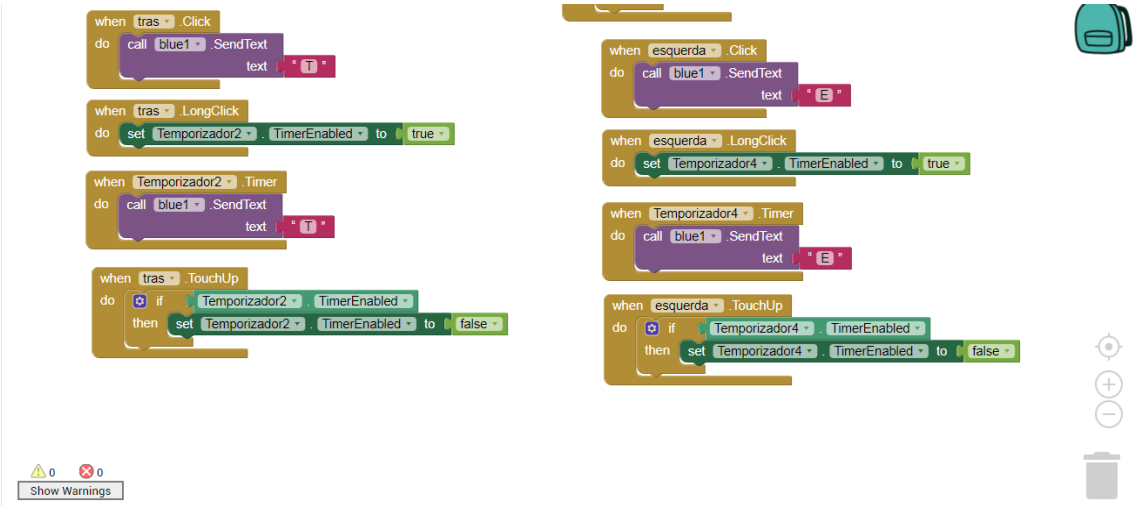 when tras .Click
do call blue1 .SendText
text " T "
when tras .LongClick
do set Temporizador2 . TimerEnabled to true
when Temporizador2 .Timer
do call blue1 .SendText
text " T "
when tras .TouchUp
do if Temporizador2 . TimerEnabled
then set Temporizador2 . TimerEnabled to false
when esquerda .Click
do call blue1 .SendText
text " E "
when esquerda .LongClick
do set Temporizador4 . TimerEnabled to true
when Temporizador4 .Timer
do call blue1 .SendText
text " E "
when esquerda .TouchUp
do if Temporizador4 . TimerEnabled
then set Temporizador4 . TimerEnabled to false
0 0
Show Warnings